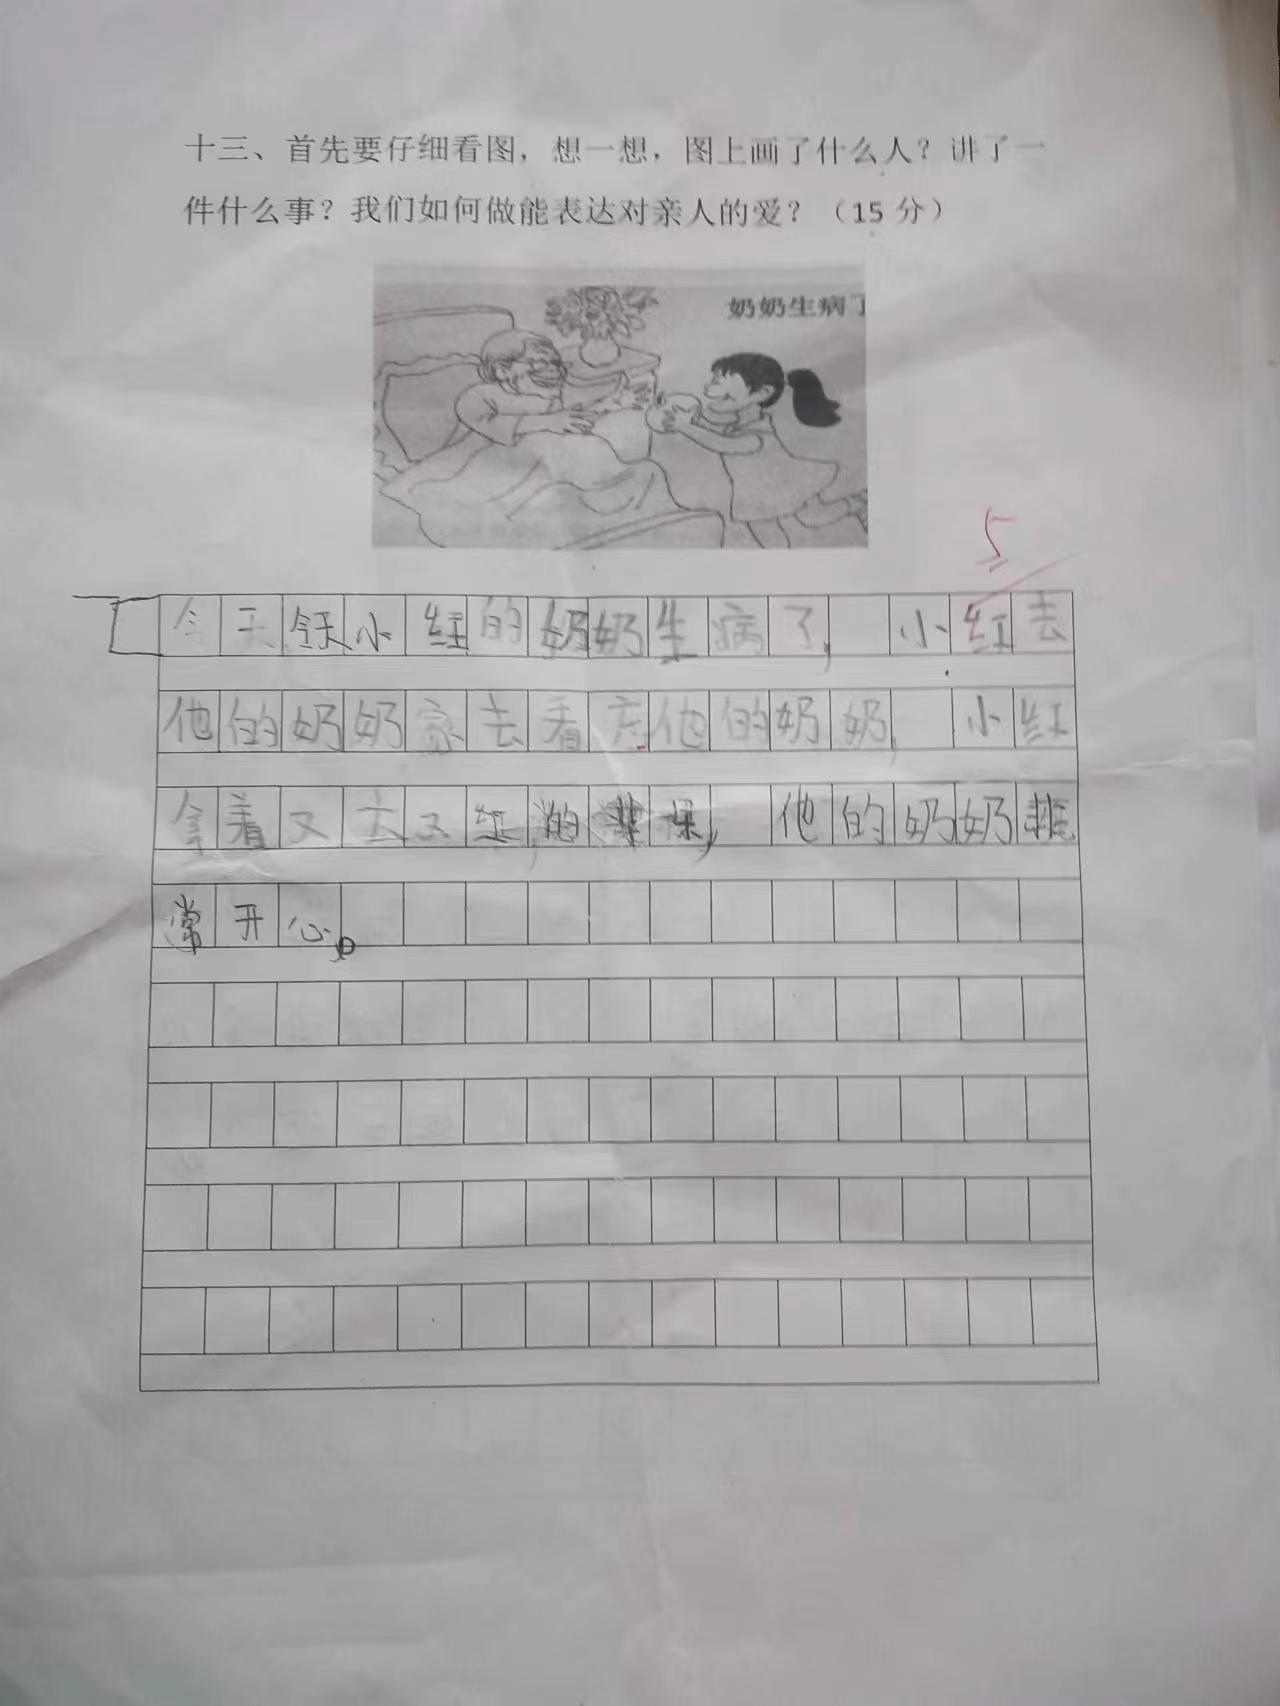 十三、首先要仔细看图，想一想，图上画了什么人？讲了一
件什么事？我们如何做能表达对亲人的爱？（15 分）
奶奶生病了
5
今天今天小红的奶奶生病了，小红去
他的奶奶家去看完他的奶奶，小红
拿着又大又红的苹果，他的奶奶非
常开心。